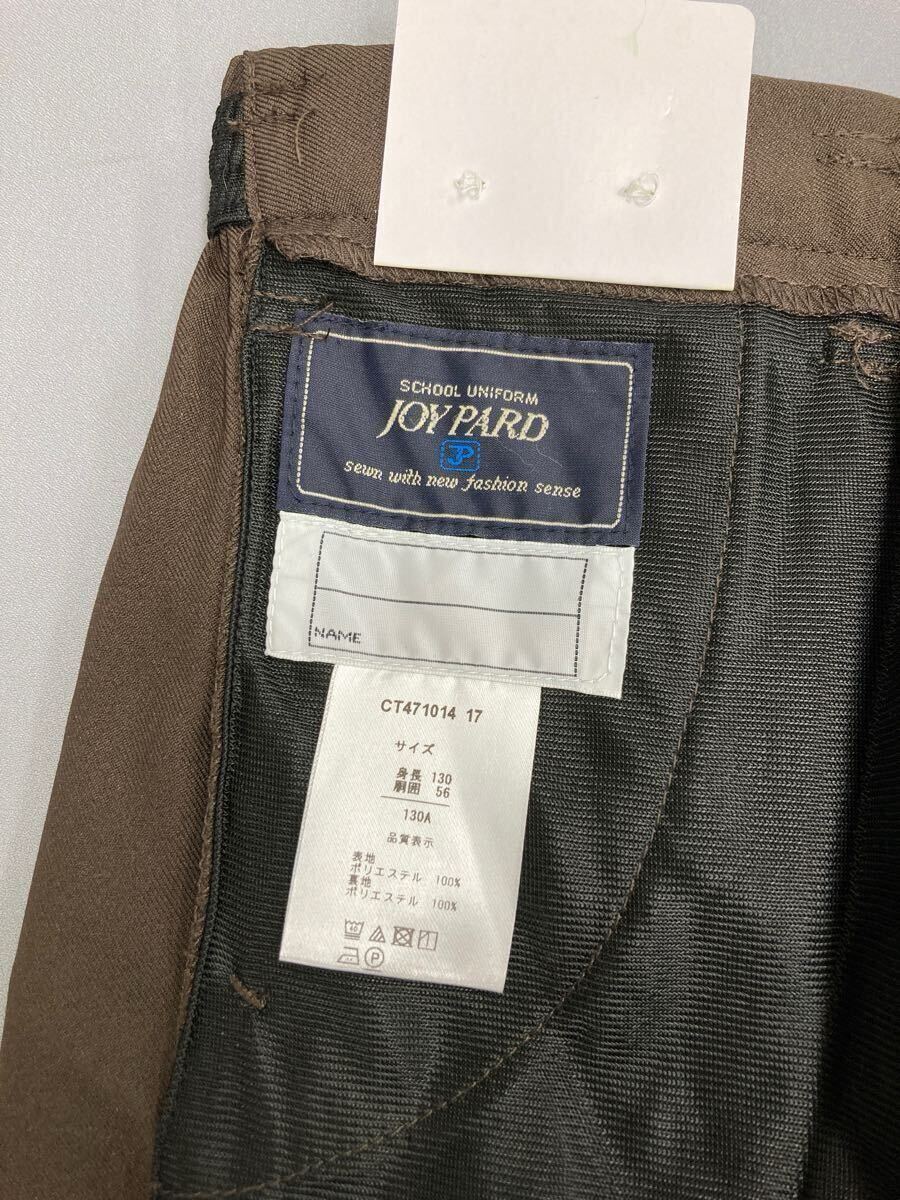 SCHOOL UNIFORM
JOY PARD
JP
sewn with new fashion sense
NAME
CT471014 17
サイズ
身長 130
胴囲 56
130A
品質表示
表地
ポリエステル 100%
裏地
ポリエステル 100%
40
P